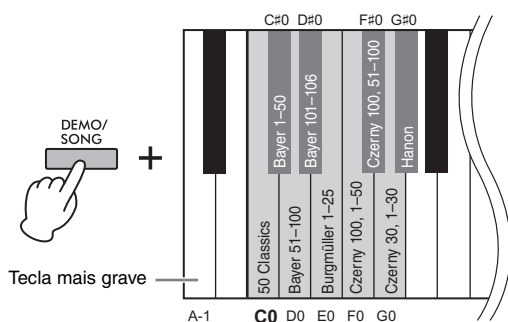 C#0 D#0 F#0 G#0
DEMO/
SONG
+
Bayer 1–50
Bayer 101–106
Czerny 100, 51–100
Hanon
50 Classics
Bayer 51–100
Burgmüller 1–25
Czerny 100, 1–50
Czerny 30, 1–30
Tecla mais grave
A-1 C0 D0 E0 F0 G0